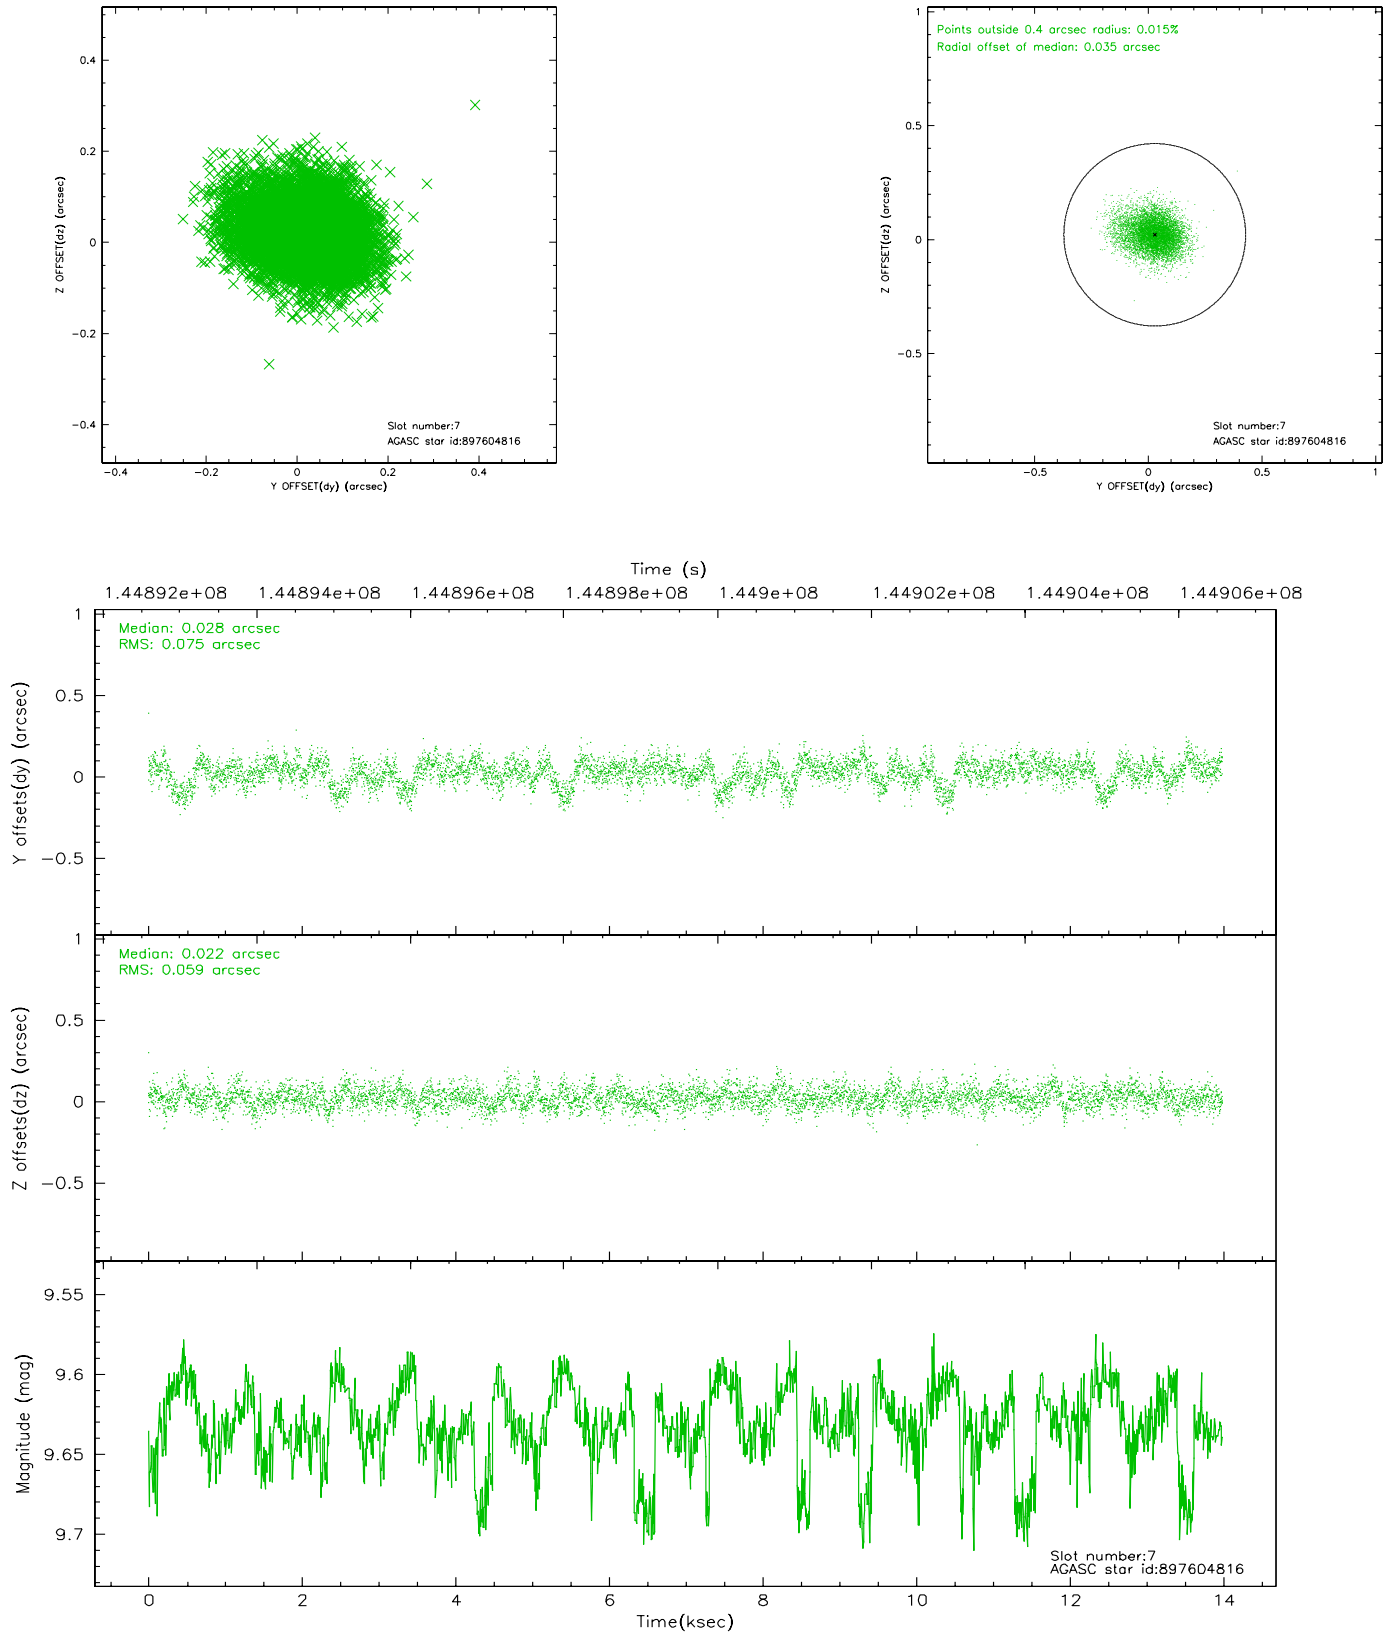 0.4
0.2
0
-0.2
-0.4
Z OFFSET(dz) (arcsec)
Slot number:7
AGASC star id:897604816
-0.4 -0.2 0 0.2 0.4
Y OFFSET(dy) (arcsec)
Points outside 0.4 arcsec radius: 0.015%
Radial offset of median: 0.035 arcsec
1
0.5
0
-0.5
Z OFFSET(dz) (arcsec)
Slot number:7
AGASC star id:897604816
-0.5 0 0.5 1
Y OFFSET(dy) (arcsec)
Time (s)
1.44892e+08 1.44894e+08 1.44896e+08 1.44898e+08 1.449e+08 1.44902e+08 1.44904e+08 1.44906e+08
Median: 0.028 arcsec
RMS: 0.075 arcsec
1
0.5
0
-0.5
Y offsets(dy) (arcsec)
Median: 0.022 arcsec
RMS: 0.059 arcsec
1
0.5
0
-0.5
Z offsets(dz) (arcsec)
9.55
9.6
9.65
9.7
Magnitude (mag)
Slot number:7
AGASC star id:897604816
0 2 4 6 8 10 12 14
Time(ksec)